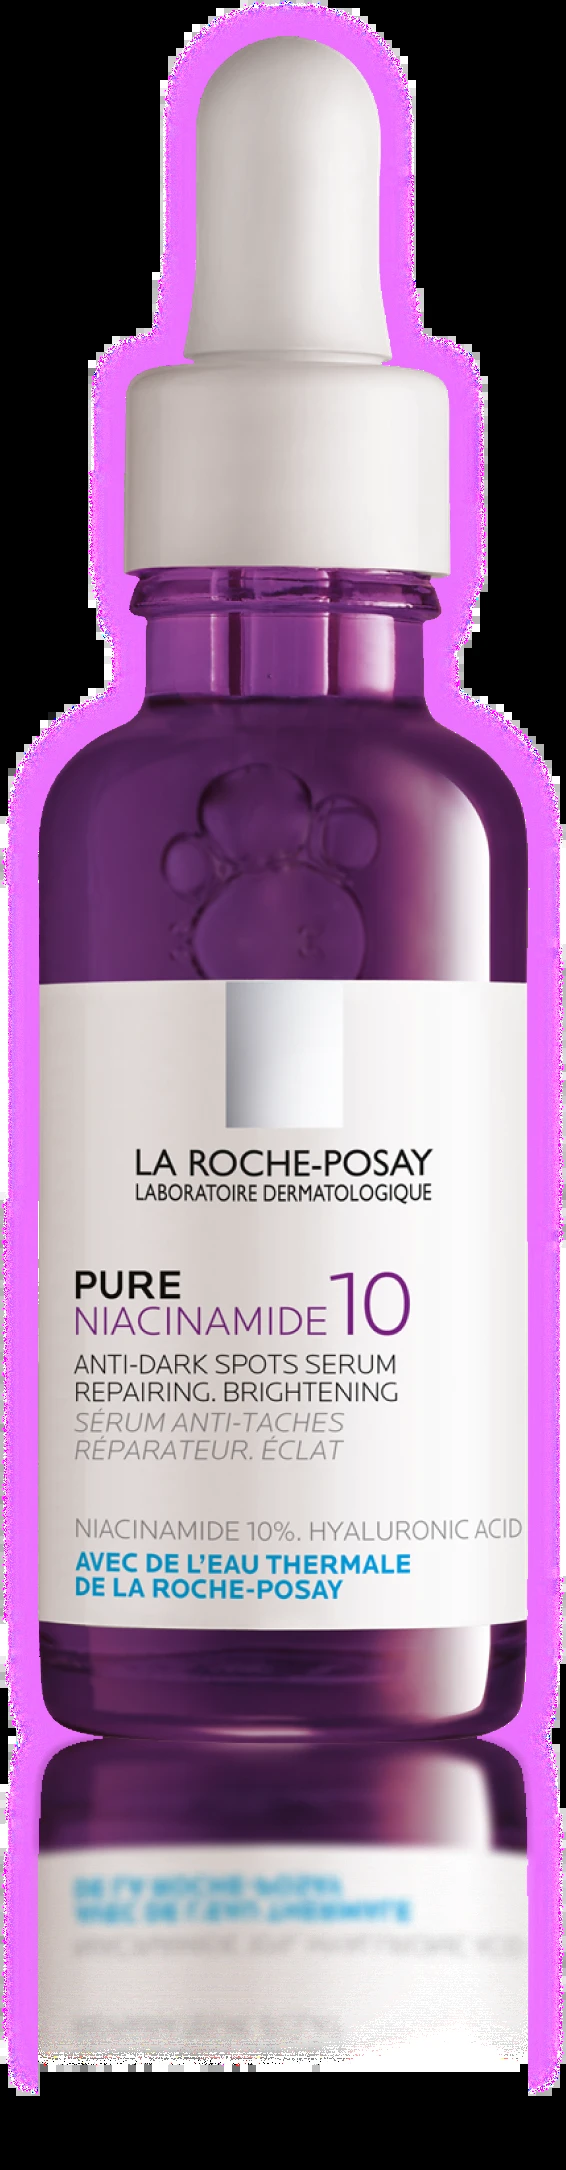 LA ROCHE-POSAY
LABORATOIRE DERMATOLOGIQUE
PURE
NIACINAMIDE 10
ANTI-DARK SPOTS SERUM
REPAIRING. BRIGHTENING
SÉRUM ANTI-TACHES
RÉPARATEUR. ÉCLAT
NIACINAMIDE 10%. HYALURONIC ACID
AVEC DE L'EAU THERMALE
DE LA ROCHE-POSAY